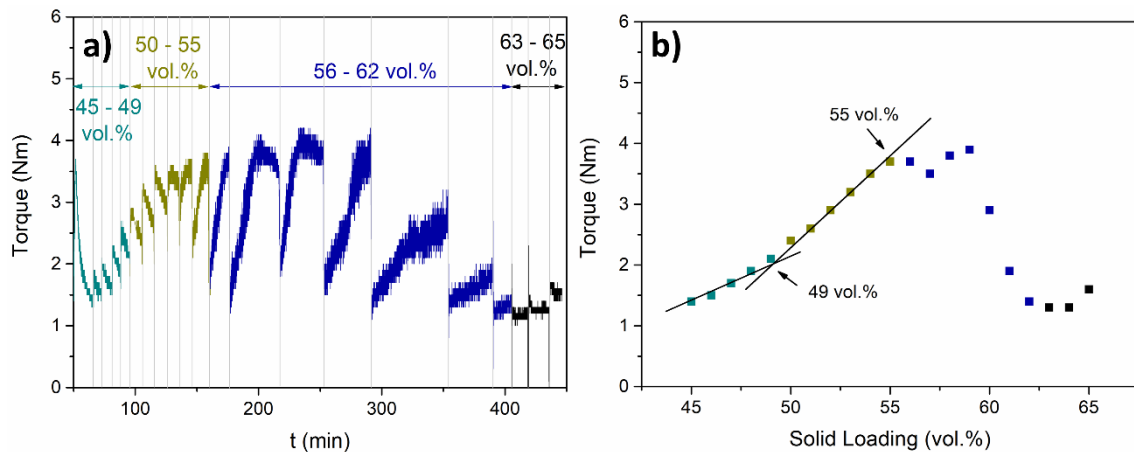 a)
50 - 55
vol.%
56 - 62 vol.%
63 - 65
vol.%
45 - 49
vol.%
6
5
4
3
2
1
0
Torque (Nm)
100
200
300
400
t (min)
b)
55 vol.%
49 vol.%
6
5
4
3
2
1
0
Torque (Nm)
45
50
55
60
65
Solid Loading (vol.%)